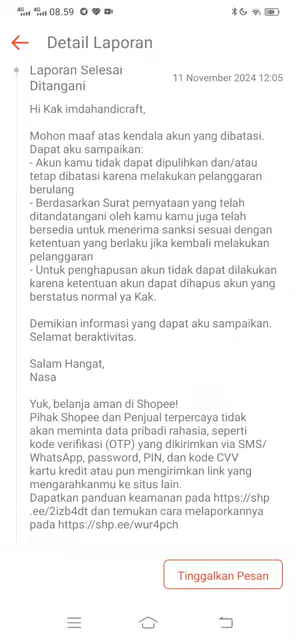 4G 4G 08.59
Detail Laporan
Laporan Selesai
Ditangani
11 November 2024 12:05
Hi Kak imdahandicraft,
Mohon maaf atas kendala akun yang dibatasi.
Dapat aku sampaikan:
- Akun kamu tidak dapat dipulihkan dan/atau
tetap dibatasi karena melakukan pelanggaran
berulang
- Berdasarkan Surat pernyataan yang telah
ditandatangani oleh kamu kamu juga telah
bersedia untuk menerima sanksi sesuai dengan
ketentuan yang berlaku jika kembali melakukan
pelanggaran
- Untuk penghapusan akun tidak dapat dilakukan
karena ketentuan akun dapat dihapus akun yang
berstatus normal ya Kak.
Demikian informasi yang dapat aku sampaikan.
Selamat beraktivitas.
Salam Hangat,
Nasa
Yuk, belanja aman di Shopee!
Pihak Shopee dan Penjual terpercaya tidak
akan meminta data pribadi rahasia, seperti
kode verifikasi (OTP) yang dikirimkan via SMS/
WhatsApp, password, PIN, dan kode CVV
kartu kredit atau pun mengirimkan link yang
mengarahkanmu ke situs lain.
Dapatkan panduan keamanan pada https://shp
.ee/2izb4dt dan temukan cara melaporkannya
pada https://shp.ee/wur4pch
Tinggalkan Pesan